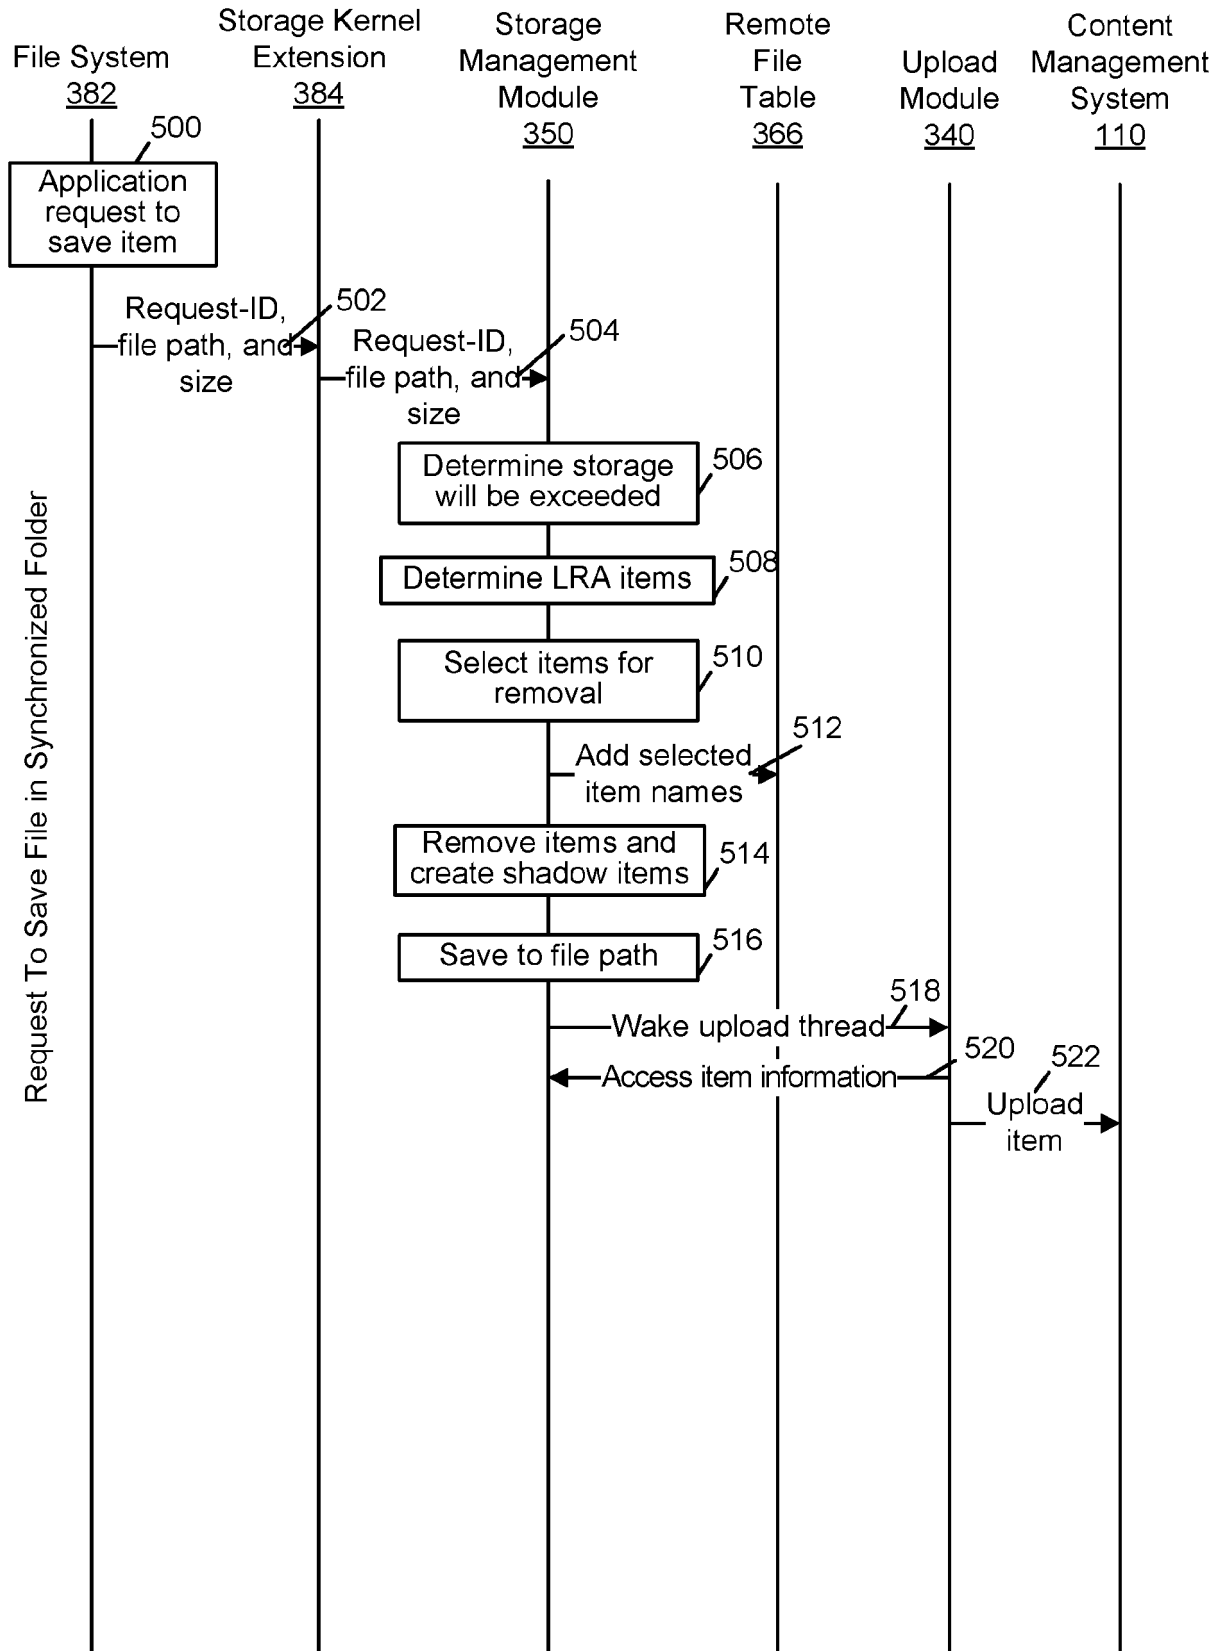 File System
382
Storage Kernel
Extension
384
Storage
Management
Module
350
Remote
File
Table
366
Upload
Module
340
Content
Management
System
110
500
Application
request to
save item
Request-ID,
file path, and
size
502
Request-ID,
file path, and
size
504
Determine storage
will be exceeded
506
Determine LRA items
508
Select items for
removal
510
Add selected
item names
512
Remove items and
create shadow items
514
Save to file path
516
Wake upload thread
518
Access item information
520
Upload
item
522
Request To Save File in Synchronized Folder